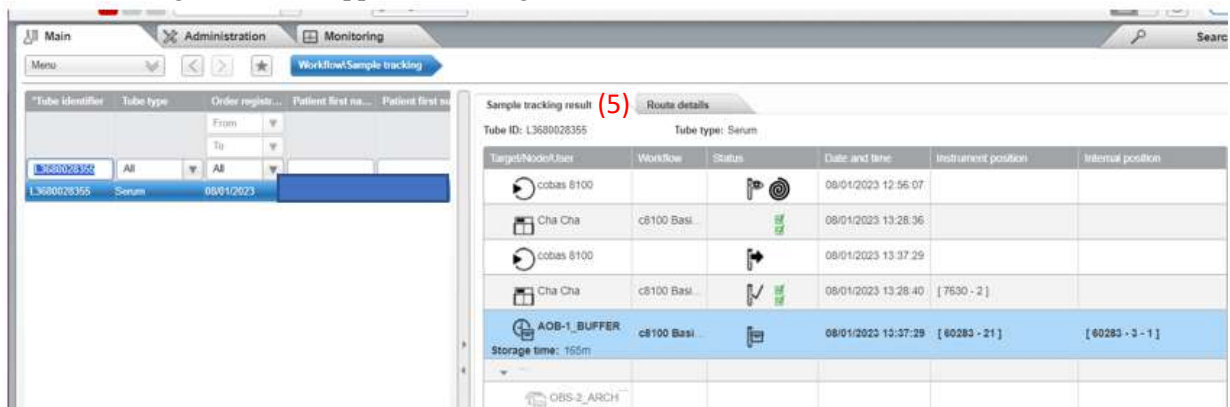 Main
Administration
Monitoring
Searc
Menu
Workflow\Sample tracking
*Tube identifier Tube type Order registr... Patient first na... Patient first su
From
To
L3680028355 All All
L3680028355 Serum 08/01/2023
Sample tracking result (5) Route details
Tube ID: L3680028355 Tube type: Serum
Target/Node/User Workflow Status Date and time Instrument position Internal position
cobas 8100 08/01/2023 12:56:07
Cha Cha c8100 Basi... 08/01/2023 13:28:36
cobas 8100 08/01/2023 13:37:29
Cha Cha c8100 Basi... 08/01/2023 13:28:40 [ 7630 - 2 ]
AOB-1_BUFFER c8100 Basi... 08/01/2023 13:37:29 [ 60283 - 21 ] [ 60283 - 3 - 1 ]
Storage time: 165m
OBS-2_ARCH